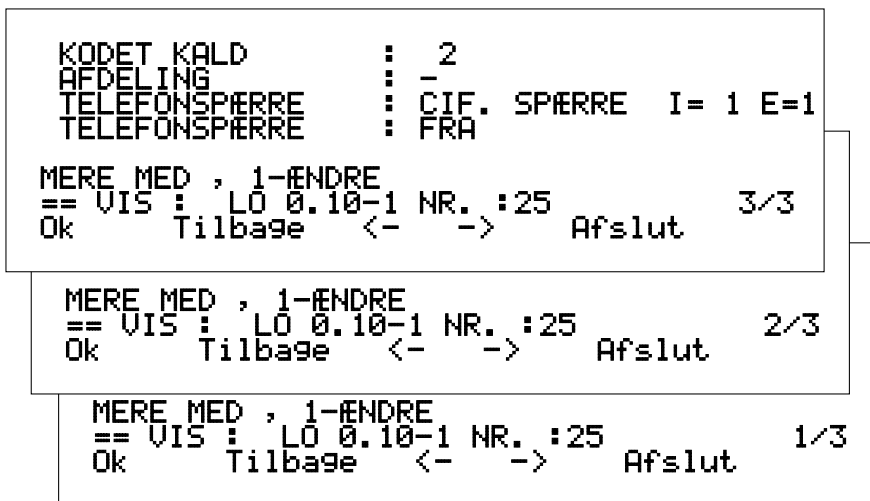 KODET KALD : 2
AFDELING : -
TELEFONSPÆRRE : CIF. SPÆRRE I= 1 E=1
TELEFONSPÆRRE : FRA
MERE MED , 1-ÆNDRE
== VIS : LO 0.10-1 NR. :25 3/3
Ok Tilbage <- -> Afslut
MERE MED , 1-ÆNDRE
== VIS : LO 0.10-1 NR. :25 2/3
Ok Tilbage <- -> Afslut
MERE MED , 1-ÆNDRE
== VIS : LO 0.10-1 NR. :25 1/3
Ok Tilbage <- -> Afslut